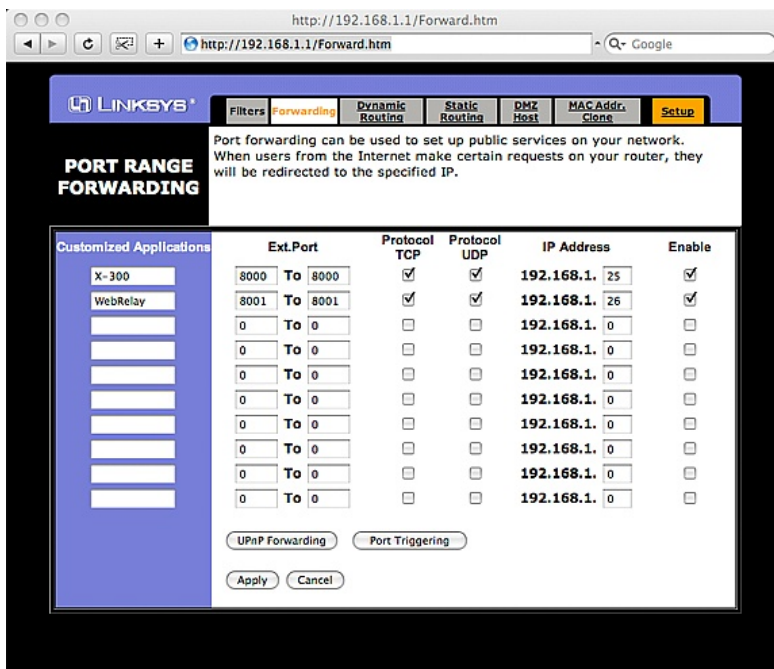 http://192.168.1.1/Forward.htm
http://192.168.1.1/Forward.htm
Q- Google
LINKSYS®
Filters Forwarding Dynamic Routing Static Routing DMZ Host MAC Addr. Clone Setup
PORT RANGE
FORWARDING
Port forwarding can be used to set up public services on your network.
When users from the Internet make certain requests on your router, they
will be redirected to the specified IP.
Customized Applications Ext.Port Protocol TCP Protocol UDP IP Address Enable
X-300 8000 To 8000 192.168.1. 25
WebRelay 8001 To 8001 192.168.1. 26
0 To 0 192.168.1. 0
0 To 0 192.168.1. 0
0 To 0 192.168.1. 0
0 To 0 192.168.1. 0
0 To 0 192.168.1. 0
0 To 0 192.168.1. 0
0 To 0 192.168.1. 0
0 To 0 192.168.1. 0
UPnP Forwarding Port Triggering
Apply Cancel